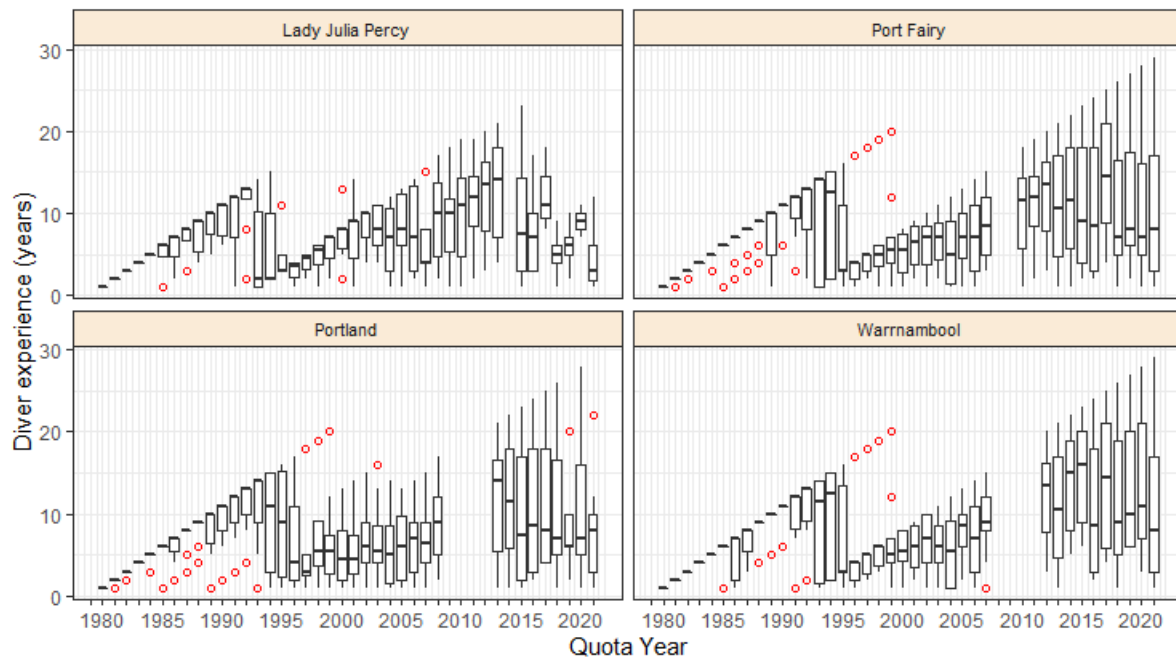 Lady Julia Percy
Port Fairy
30
20
10
0
Portland
Warrnambool
30
20
10
0
Diver experience (years)
1980 1985 1990 1995 2000 2005 2010 2015 2020
1980 1985 1990 1995 2000 2005 2010 2015 2020
Quota Year